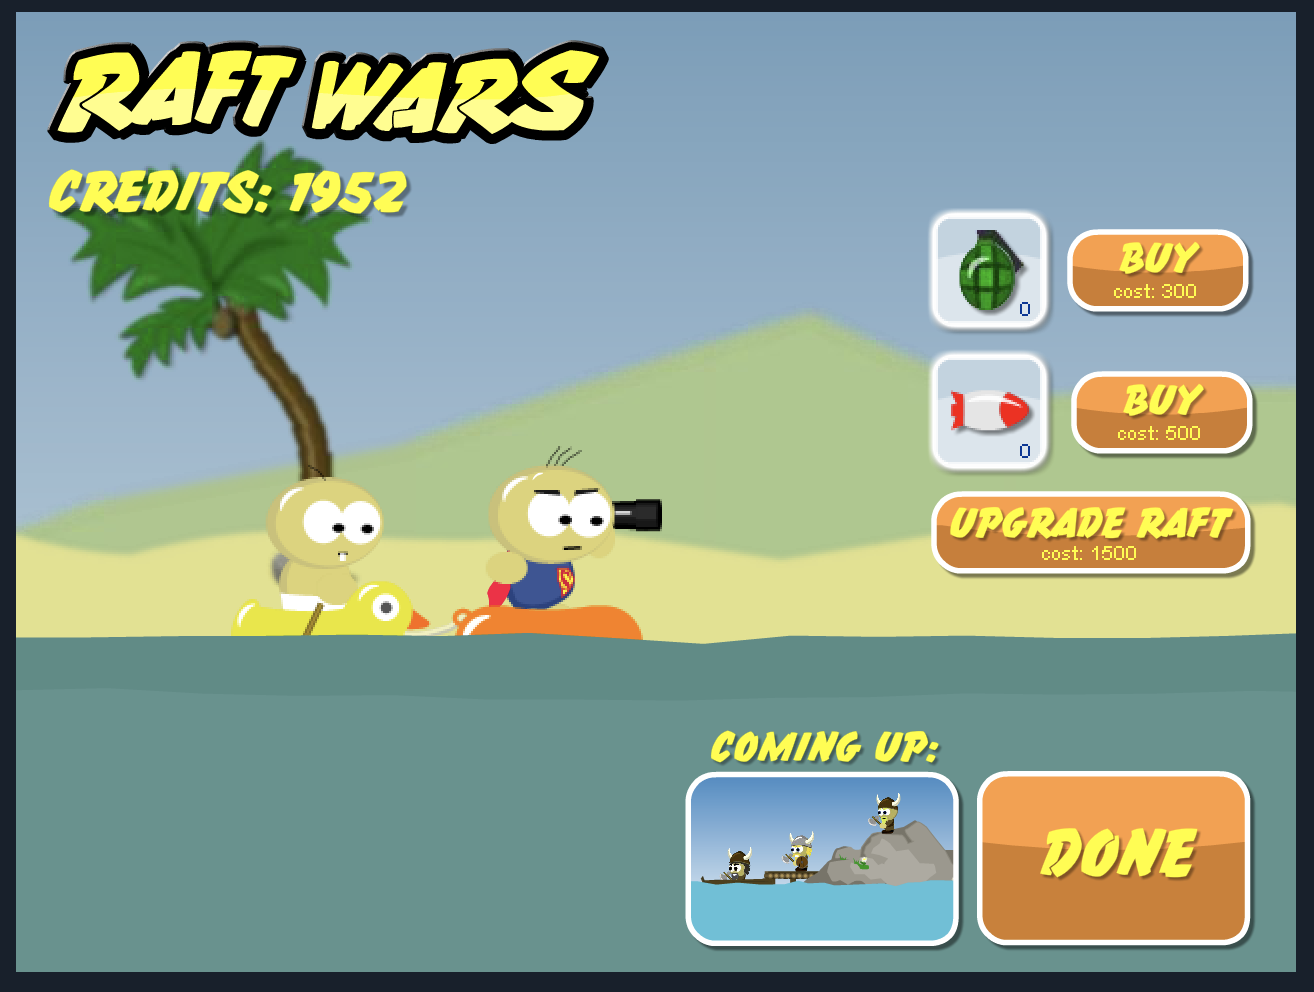 RAFT WARS
CREDITS: 1952
0
BUY
cost: 300
0
BUY
cost: 500
UPGRADE RAFT
cost: 1500
S
COMING UP:
DONE